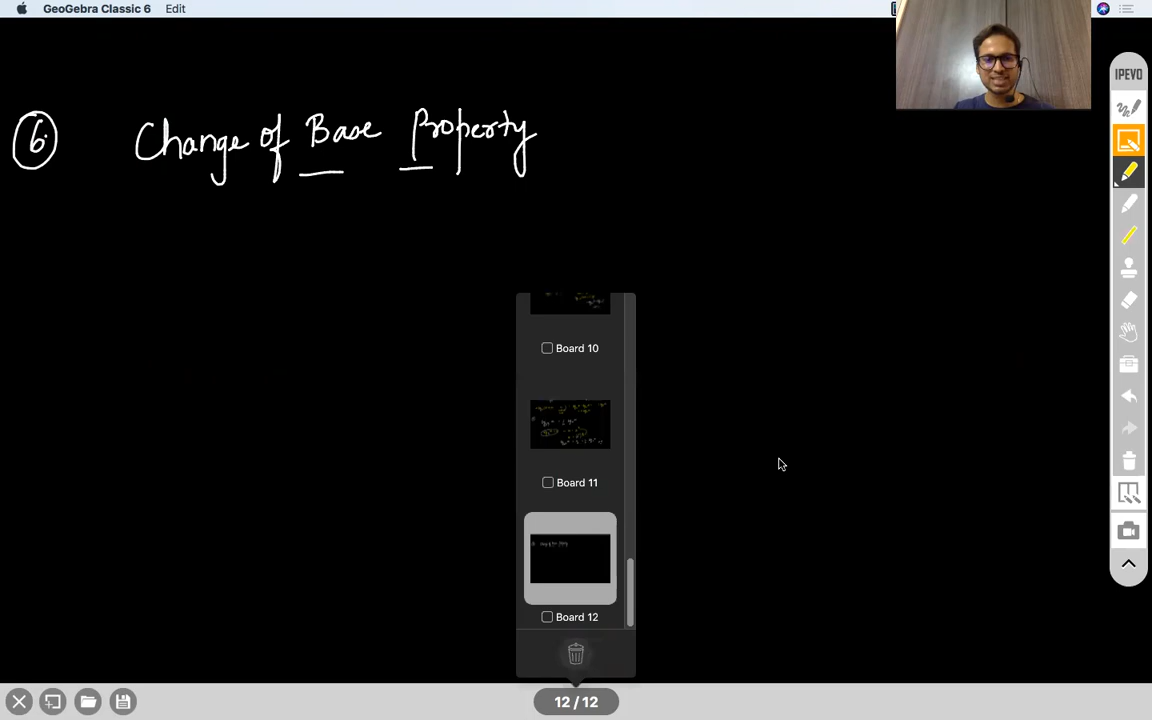 GeoGebra Classic 6 Edit
IPEVO
6 Change of Base Property
Board 10
Board 11
Board 12
12 / 12